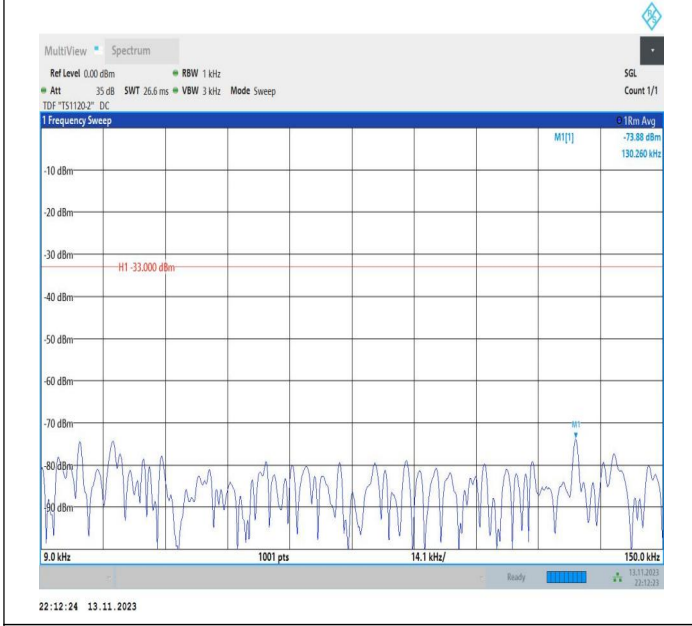 R S
MultiView Spectrum
Ref Level 0.00 dBm RBW 1 kHz SGL
Att 35 dB SWT 26.6 ms VBW 3 kHz Mode Sweep Count 1/1
TDF "TS1120-2" DC
1 Frequency Sweep 1Rm Avg
M1[1] -73.88 dBm
130.260 kHz
-10 dBm
-20 dBm
-30 dBm
H1 -33.000 dBm
-40 dBm
-50 dBm
-60 dBm
-70 dBm
M1
-80 dBm
-90 dBm
9.0 kHz 1001 pts 14.1 kHz/ 150.0 kHz
Ready 13.11.2023
22:12:23
22:12:24 13.11.2023